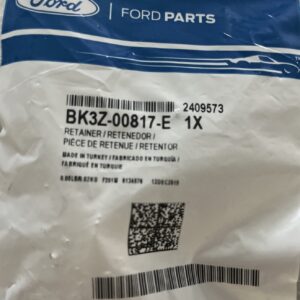 Ford
FORD PARTS
2409573
BK3Z-00817-E 1X
RETAINER / RETENEDOR /
PIÈCE DE RETENUE / RETENTOR
MADE IN TURKEY / FABRICADO EN TURQUÍA /
FABRIQUÉ EN TURQUIE